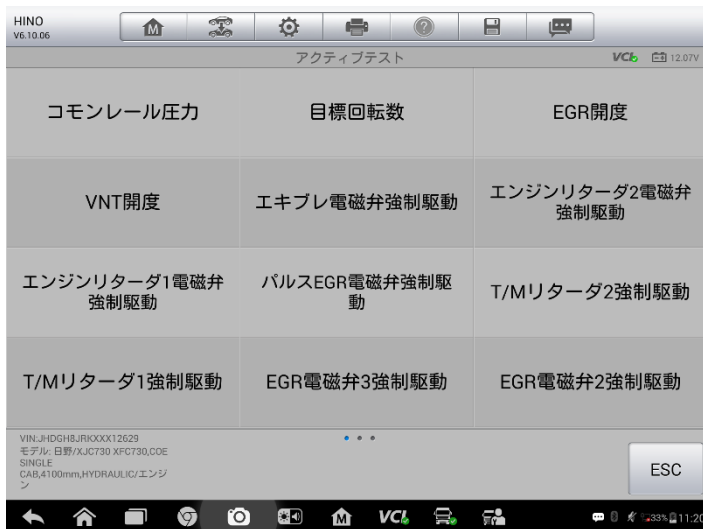 HINO
V6.10.06
アクティブテスト
VCI
12.07V
コモンレール圧力
目標回転数
EGR開度
VNT開度
エキブレ電磁弁強制駆動
エンジンリターダ2電磁弁
強制駆動
エンジンリターダ1電磁弁
強制駆動
パルスEGR電磁弁強制駆
動
T/Mリターダ2強制駆動
T/Mリターダ1強制駆動
EGR電磁弁3強制駆動
EGR電磁弁2強制駆動
VIN:JHDGH8JRKXXX12629
モデル: 日野/XJC730 XFC730,COE
SINGLE
CAB,4100mm,HYDRAULIC/エンジ
ン
ESC
VCI
33%
11:20